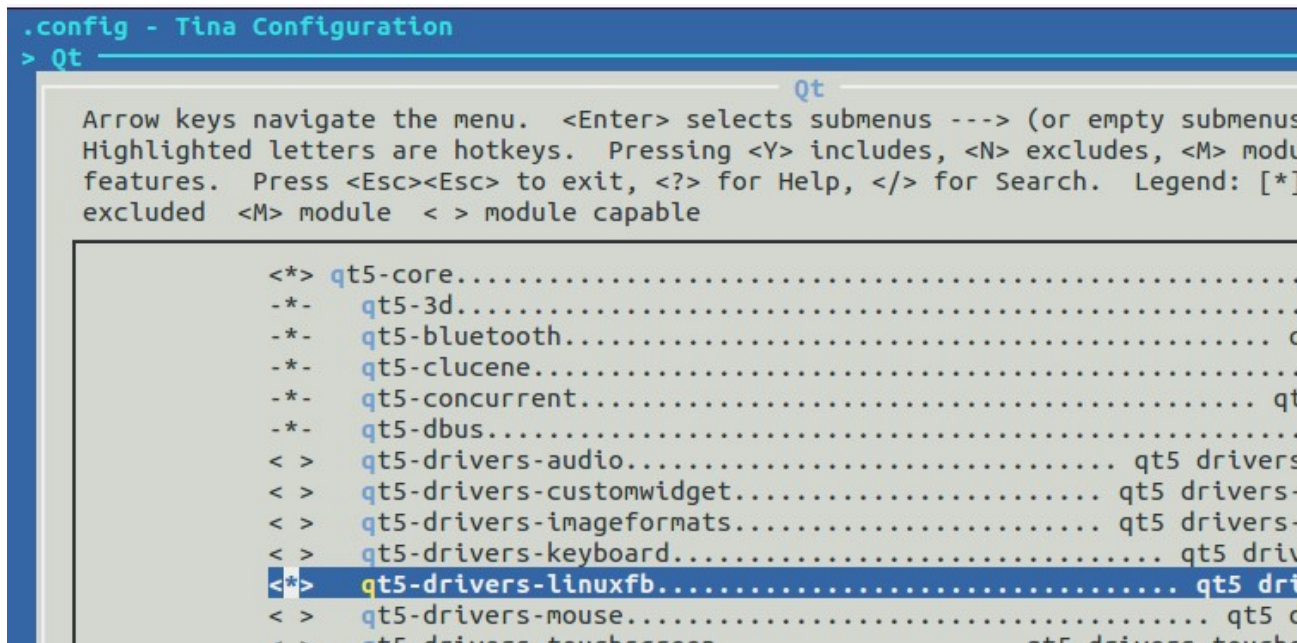 .config - Tina Configuration
> Qt
Qt
Arrow keys navigate the menu.  <Enter> selects submenus ---> (or empty submenus
Highlighted letters are hotkeys.  Pressing <Y> includes, <N> excludes, <M> modu
features.  Press <Esc><Esc> to exit, <?> for Help, </> for Search.  Legend: [*]
excluded  <M> module  < > module capable
<*> qt5-core......................................................
-*-   qt5-3d......................................................
-*-   qt5-bluetooth.............................................. q
-*-   qt5-clucene.................................................
-*-   qt5-concurrent............................................ qt
-*-   qt5-dbus....................................................
< >   qt5-drivers-audio................................ qt5 drivers
< >   qt5-drivers-customwidget........................ qt5 drivers-
< >   qt5-drivers-imageformats........................ qt5 drivers-
< >   qt5-drivers-keyboard................................ qt5 driv
<*>   qt5-drivers-linuxfb.................................. qt5 dri
< >   qt5-drivers-mouse...................................... qt5 d